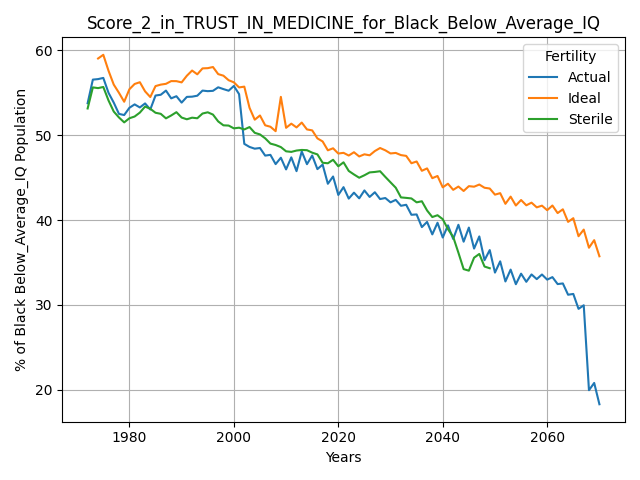 Score_2_in_TRUST_IN_MEDICINE_for_Black_Below_Average_IQ
% of Black Below_Average_IQ Population
60
50
40
30
20
Fertility
Actual
Ideal
Sterile
1980
2000
2020
2040
2060
Years